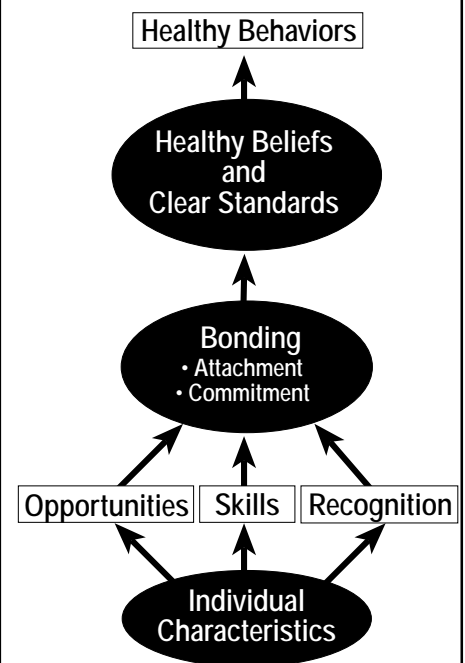 Healthy Behaviors
Healthy Beliefs
and
Clear Standards
Bonding
• Attachment
• Commitment
Opportunities
Skills
Recognition
Individual
Characteristics